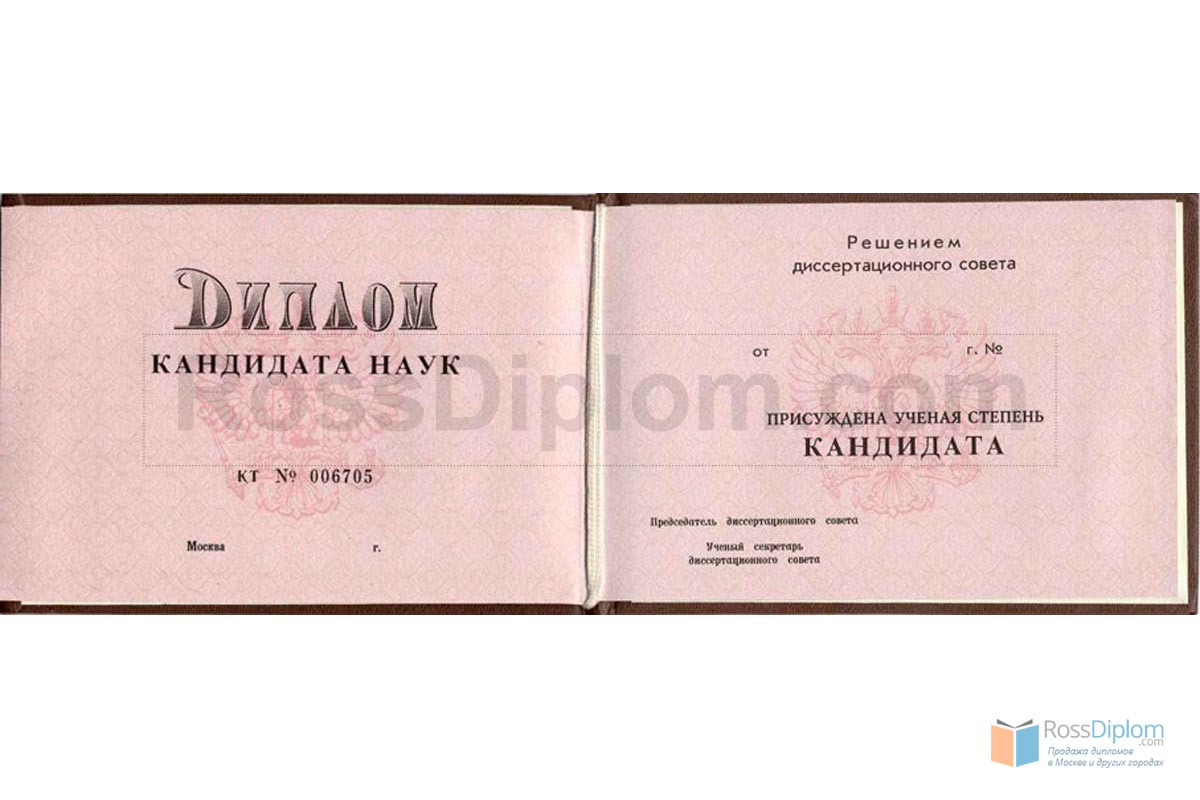 Диплом
КАНДИДАТА НАУК
КТ № 006705
Москва г.
Решением
диссертационного совета
от г. №
ПРИСУЖДЕНА УЧЕНАЯ СТЕПЕНЬ
КАНДИДАТА
Председатель диссертационного совета
Ученый секретарь
диссертационного совета
RossDiplom.com
RossDiplom
.com
Продажа дипломов
в Москве и других городах